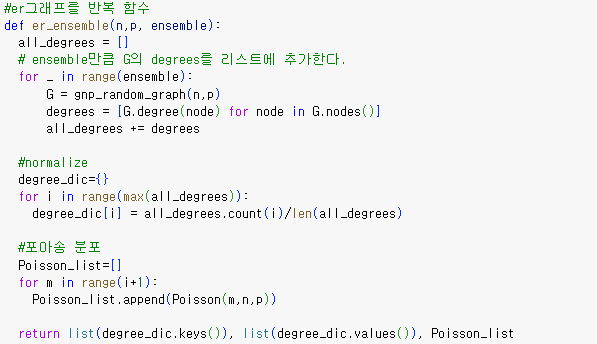 #er그래프를 반복 함수
def er_ensemble(n,p, ensemble):
  all_degrees = []
  # ensemble만큼 G의 degrees을 리스트에 추가한다.
  for _ in range(ensemble):
      G = gnp_random_graph(n,p)
      degrees = [G.degree(node) for node in G.nodes()]
      all_degrees += degrees

  #normalize
  degree_dic={}
  for i in range(max(all_degrees)):
    degree_dic[i] = all_degrees.count(i)/len(all_degrees)

  #포아송 분포
  Poisson_list=[]
  for m in range(i+1):
    Poisson_list.append(Poisson(m,n,p))

  return list(degree_dic.keys()), list(degree_dic.values()), Poisson_list